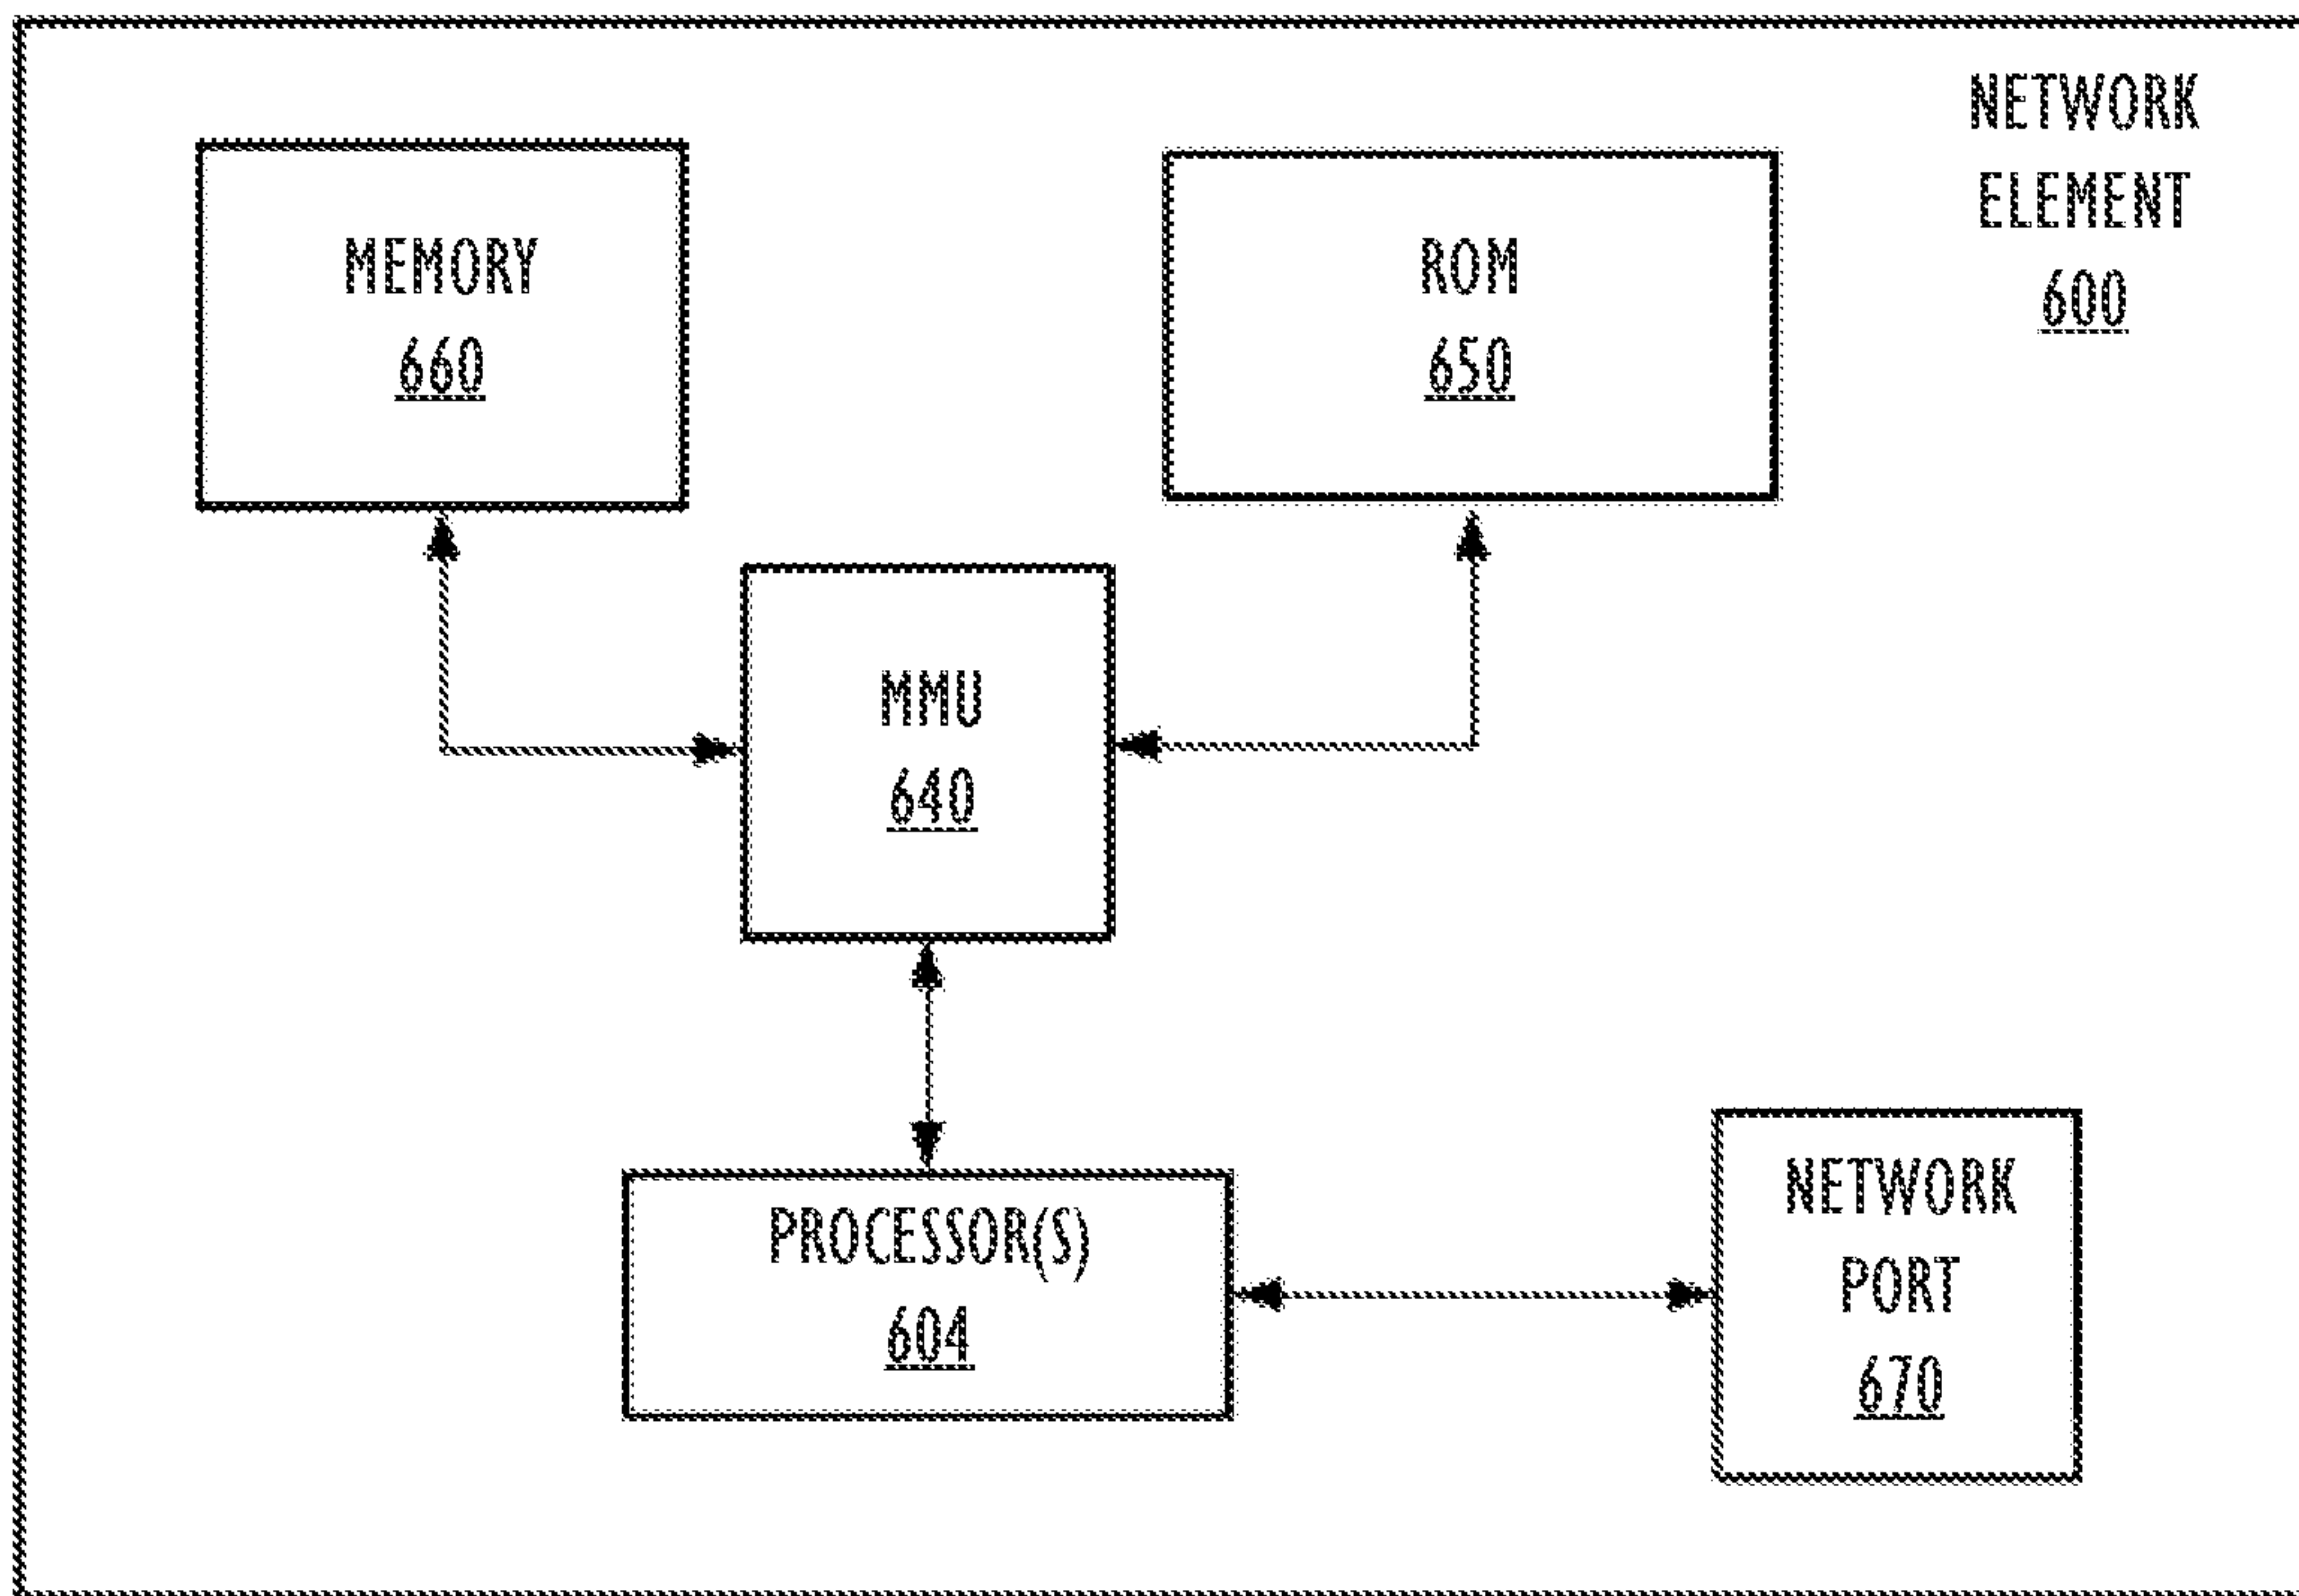 NETWORK
ELEMENT
600
MEMORY
660
ROM
650
MMU
640
PROCESSOR(S)
604
NETWORK
PORT
670